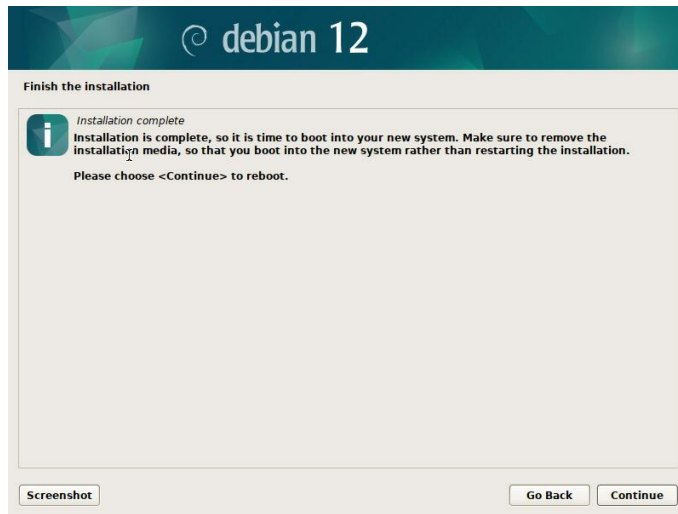 debian 12
Finish the installation
Installation complete
Installation is complete, so it is time to boot into your new system. Make sure to remove the
installation media, so that you boot into the new system rather than restarting the installation.
Please choose <Continue> to reboot.
Screenshot
Go Back
Continue